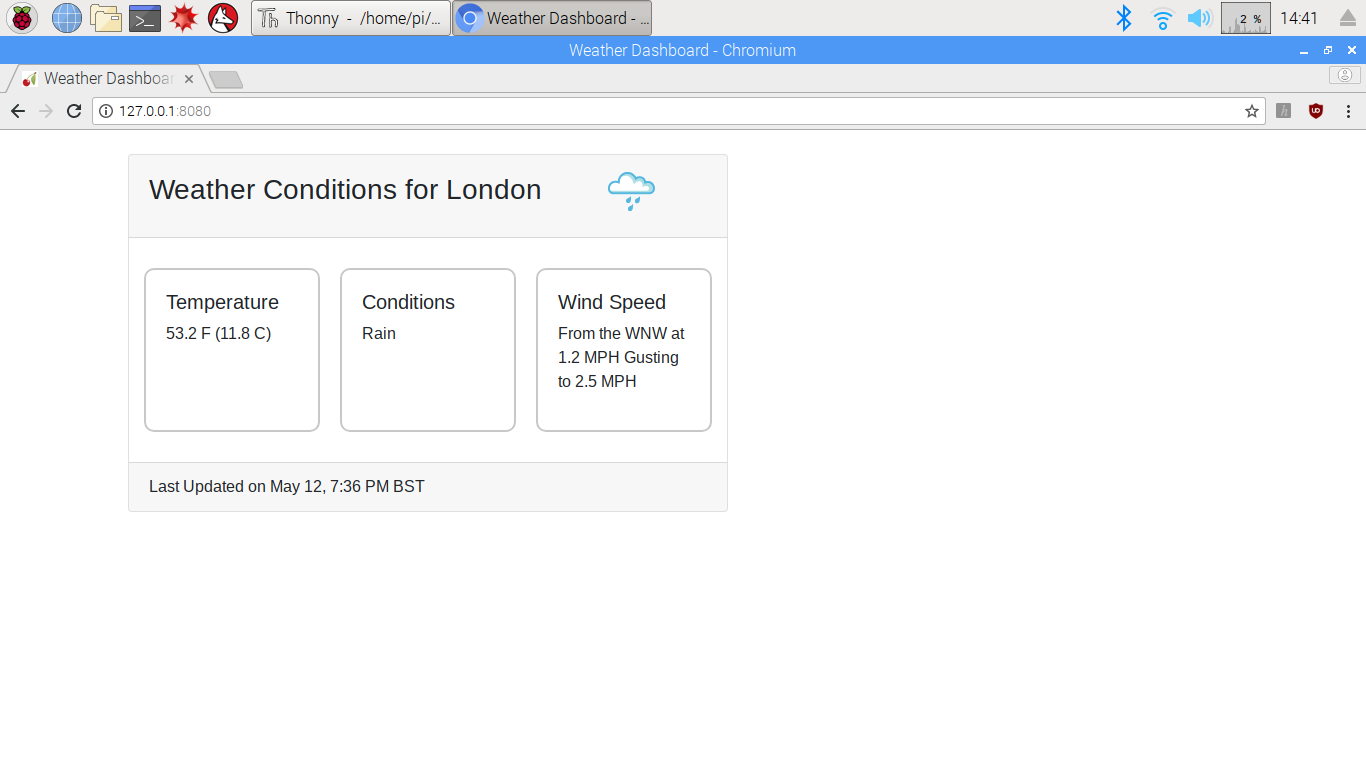 Thonny - /home/pi/...
Weather Dashboard - ...
2 %
14:41
Weather Dashboard - Chromium
Weather Dashboar
127.0.0.1:8080
Weather Conditions for London
Temperature
53.2 F (11.8 C)
Conditions
Rain
Wind Speed
From the WNW at
1.2 MPH Gusting
to 2.5 MPH
Last Updated on May 12, 7:36 PM BST